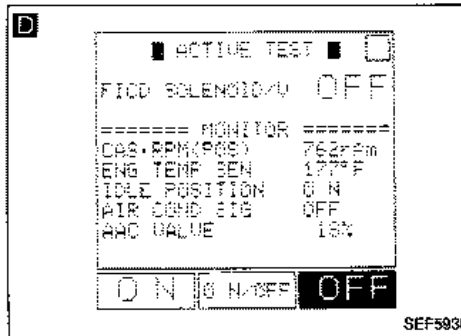 D
■ ACTIVE TEST ■
FICD SOLENOID/V OFF
======= MONITOR =======
CAS•RPM(POS) 762rpm
ENG TEMP SEN 177°F
IDLE POSITION ON
AIR COND SIG OFF
AAC VALVE 18%
ON ON/OFF OFF